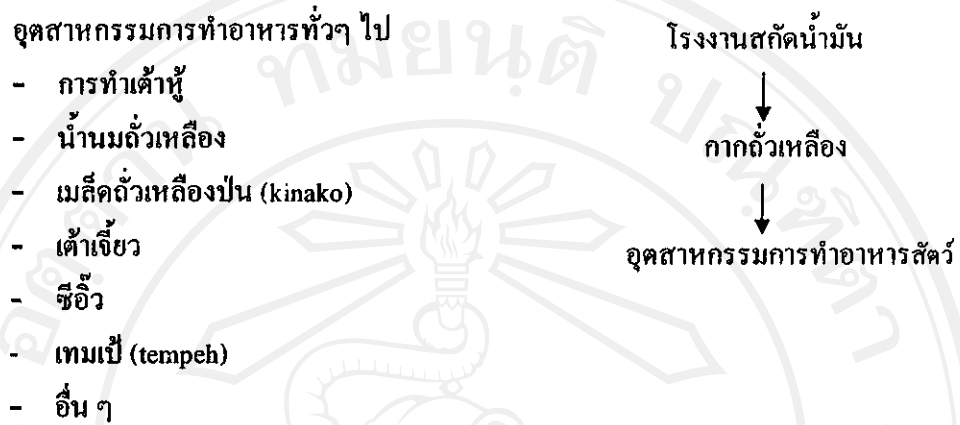 อุตสาหกรรมการทำอาหารทั่วๆ ไป
- การทำเต้าหู้
- น้ำนมถั่วเหลือง
- เมล็ดถั่วเหลืองป่น (kinako)
- เต้าเจี้ยว
- ซีอิ๊ว
- เทมเป้ (tempeh)
- อื่น ๆ
โรงงานสกัดน้ำมัน
กากถั่วเหลือง
อุตสาหกรรมการทำอาหารสัตว์